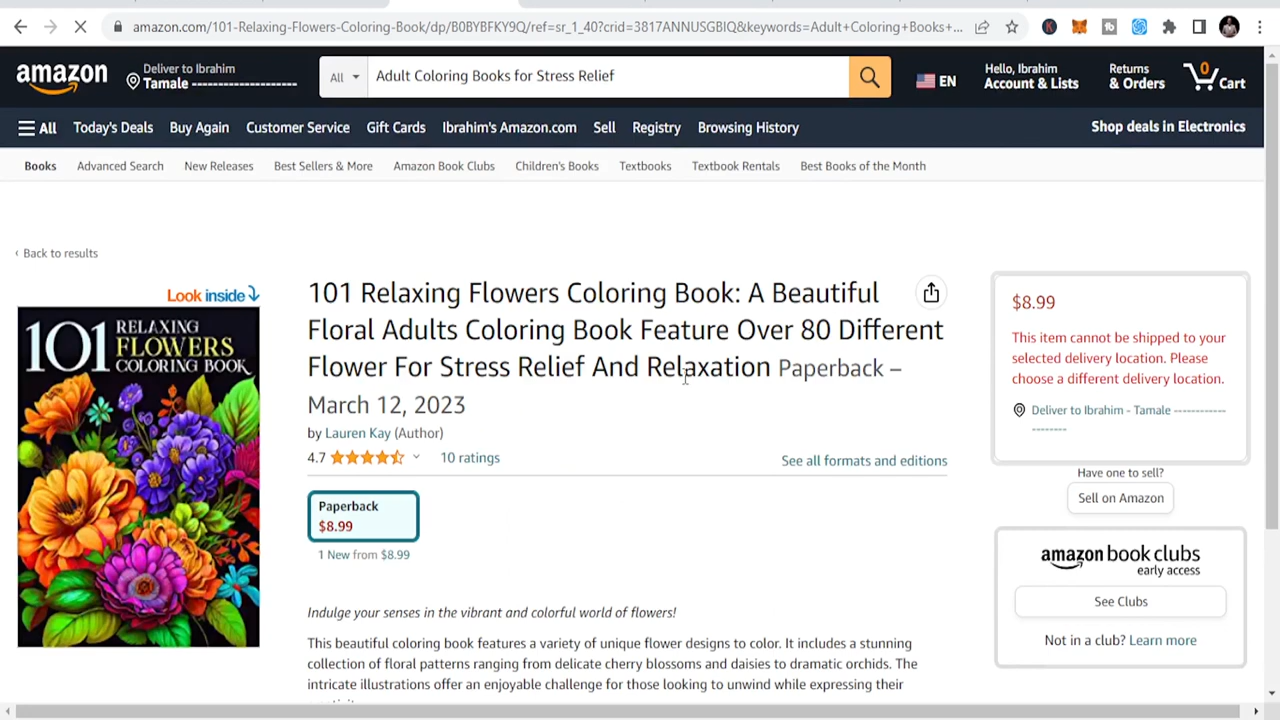 amazon.com/101-Relaxing-Flowers-Coloring-Book/dp/B0BYBFKY9Q/ref=sr_1_40?crid=3817ANNUSGBIQ&keywords=Adult+Coloring+Books+...
amazon
Deliver to Ibrahim
Tamale --------------------
All
Adult Coloring Books for Stress Relief
EN
Hello, Ibrahim
Account & Lists
Returns
& Orders
0
Cart
All
Today's Deals
Buy Again
Customer Service
Gift Cards
Ibrahim's Amazon.com
Sell
Registry
Browsing History
Shop deals in Electronics
Books
Advanced Search
New Releases
Best Sellers & More
Amazon Book Clubs
Children's Books
Textbooks
Textbook Rentals
Best Books of the Month
‹ Back to results
Look inside
101 RELAXING
FLOWERS
COLORING BOOK
101 Relaxing Flowers Coloring Book: A Beautiful
Floral Adults Coloring Book Feature Over 80 Different
Flower For Stress Relief And Relaxation Paperback –
March 12, 2023
by Lauren Kay (Author)
4.7
10 ratings
See all formats and editions
Paperback
$8.99
1 New from $8.99
Indulge your senses in the vibrant and colorful world of flowers!
This beautiful coloring book features a variety of unique flower designs to color. It includes a stunning
collection of floral patterns ranging from delicate cherry blossoms and daisies to dramatic orchids. The
intricate illustrations offer an enjoyable challenge for those looking to unwind while expressing their
$8.99
This item cannot be shipped to your
selected delivery location. Please
choose a different delivery location.
Deliver to Ibrahim - Tamale ------------
--------
Have one to sell?
Sell on Amazon
amazon book clubs
early access
See Clubs
Not in a club? Learn more